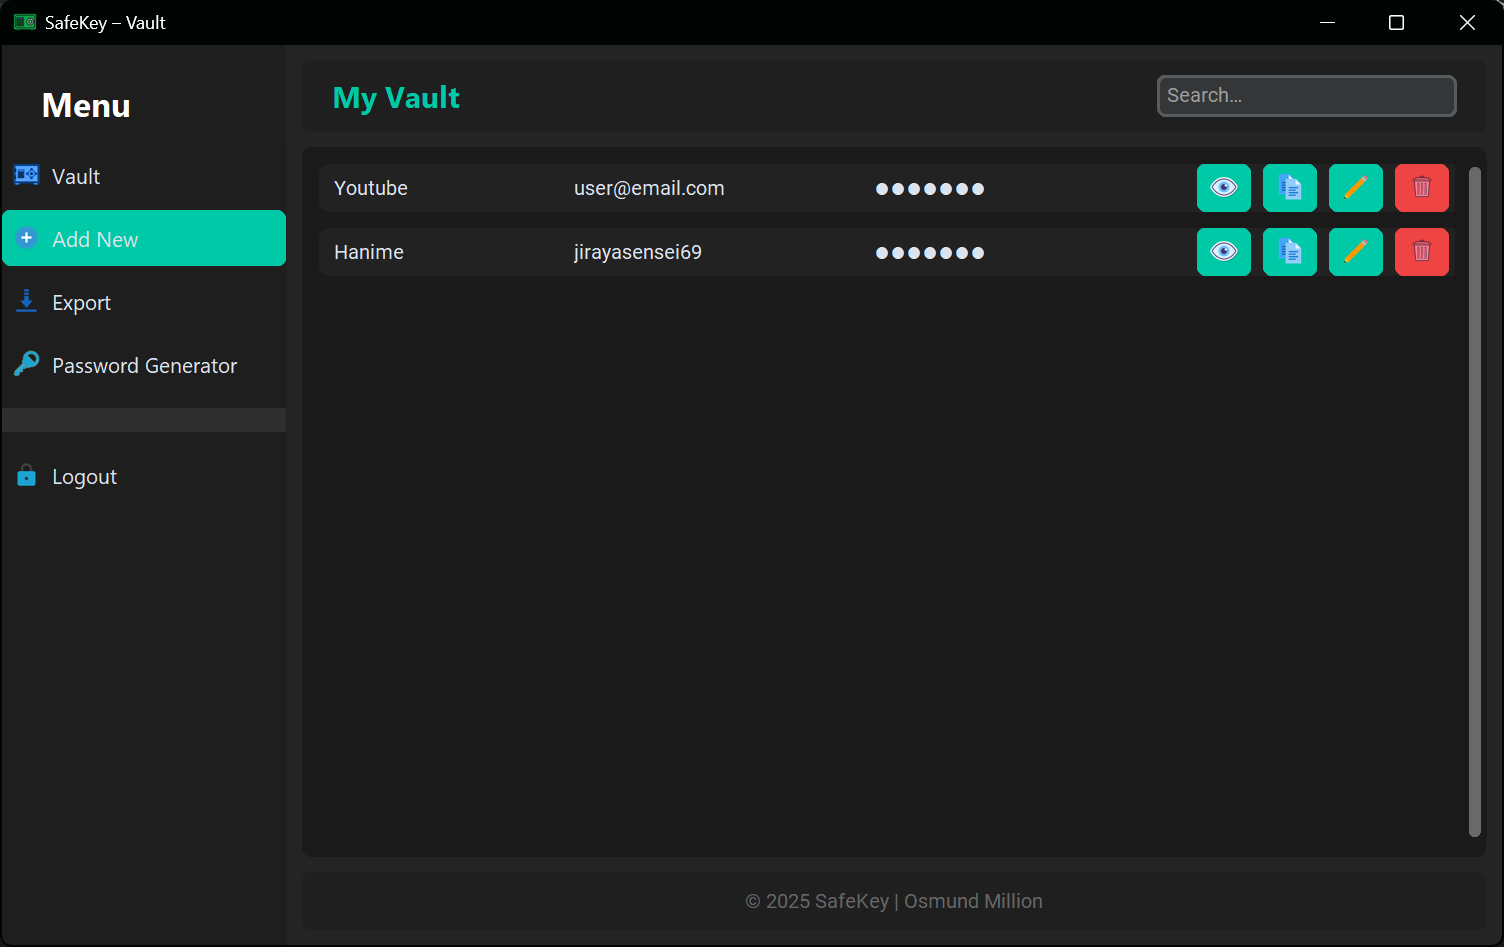 SafeKey – Vault
Menu
Vault
Add New
Export
Password Generator
Logout
My Vault
Search...
Youtube user@email.com ●●●●●●●
Hanime jirayasensei69 ●●●●●●●
© 2025 SafeKey | Osmund Million